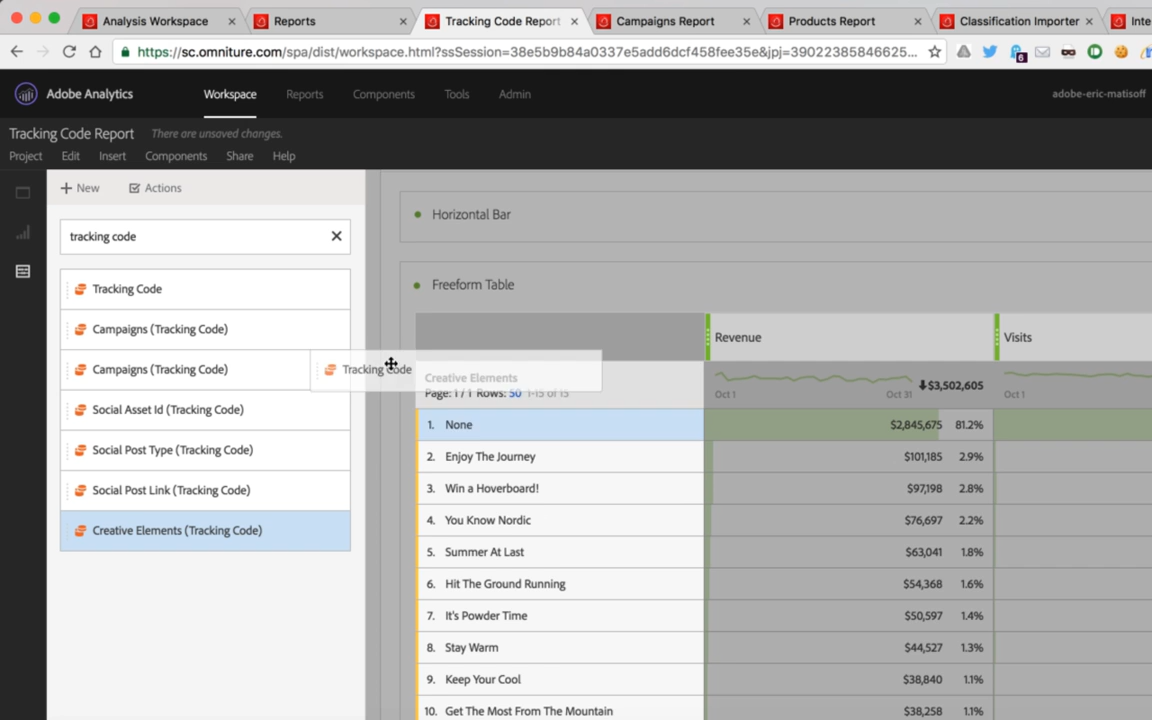 Analysis Workspace
Reports
Tracking Code Report
Campaigns Report
Products Report
Classification Importer
Inte
https://sc.omniture.com/spa/dist/workspace.html?ssSession=38e5b9b84a0337e5add6dcf458fee35e&jpj=39022385846625...
6
Adobe Analytics
Workspace
Reports
Components
Tools
Admin
adobe-eric-matisoff
Tracking Code Report
There are unsaved changes.
Project
Edit
Insert
Components
Share
Help
New
Actions
tracking code
Tracking Code
Campaigns (Tracking Code)
Campaigns (Tracking Code)
Social Asset Id (Tracking Code)
Social Post Type (Tracking Code)
Social Post Link (Tracking Code)
Creative Elements (Tracking Code)
Tracking Code
Horizontal Bar
Freeform Table
Revenue
Visits
Creative Elements
Page: 1 / 1 Rows: 50 1-15 of 15
Oct 1
Oct 31
$3,502,605
Oct 1
1. None $2,845,675 81.2%
2. Enjoy The Journey $101,185 2.9%
3. Win a Hoverboard! $97,198 2.8%
4. You Know Nordic $76,697 2.2%
5. Summer At Last $63,041 1.8%
6. Hit The Ground Running $54,368 1.6%
7. It's Powder Time $50,597 1.4%
8. Stay Warm $44,527 1.3%
9. Keep Your Cool $38,840 1.1%
10. Get The Most From The Mountain $38,258 1.1%